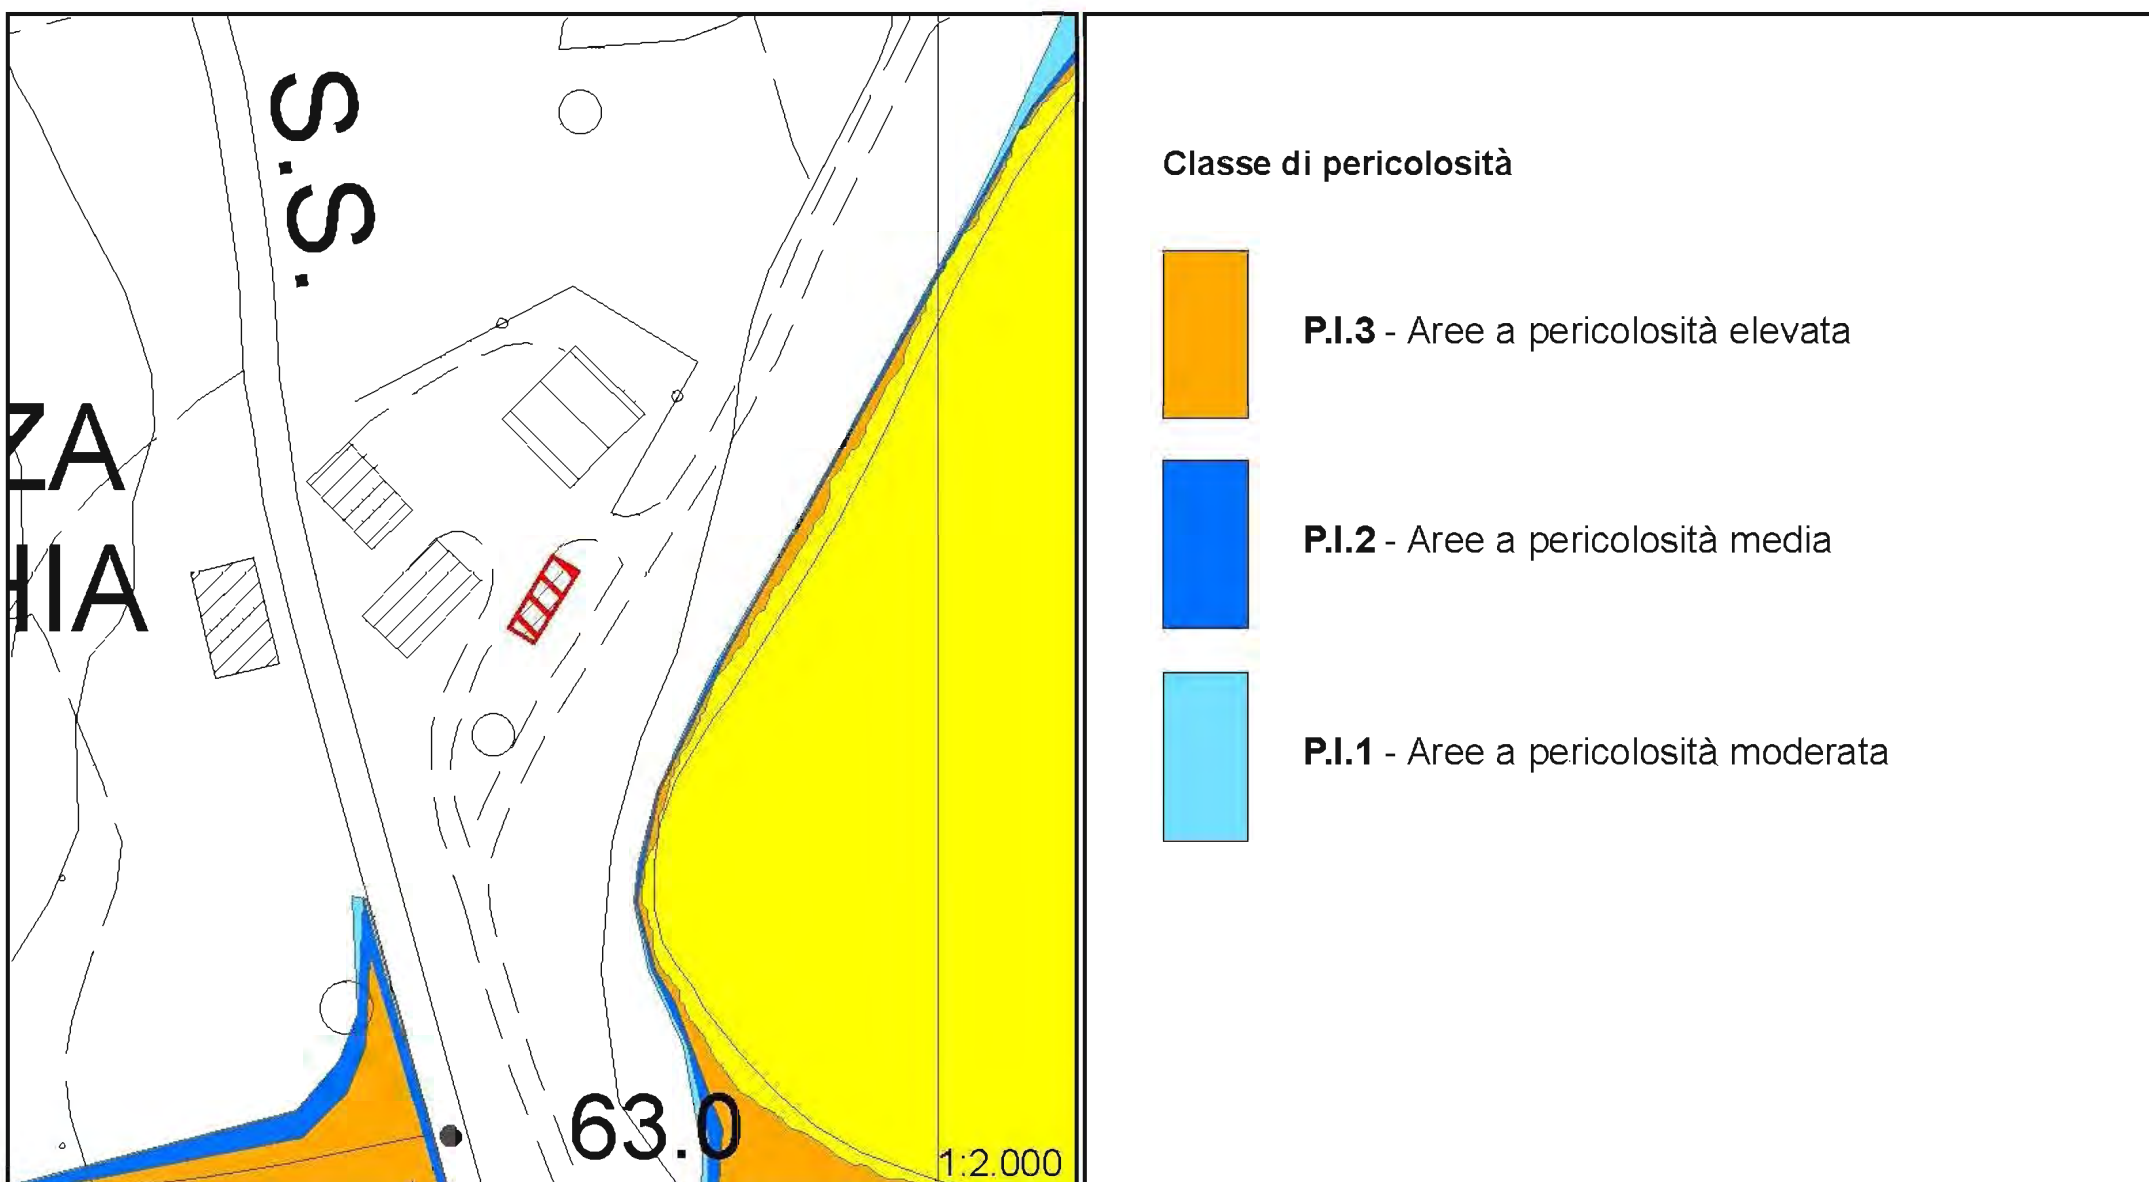 S.S.
ZA
HIA
63.0
1:2.000
Classe di pericolosità
P.I.3 - Aree a pericolosità elevata
P.I.2 - Aree a pericolosità media
P.I.1 - Aree a pericolosità moderata